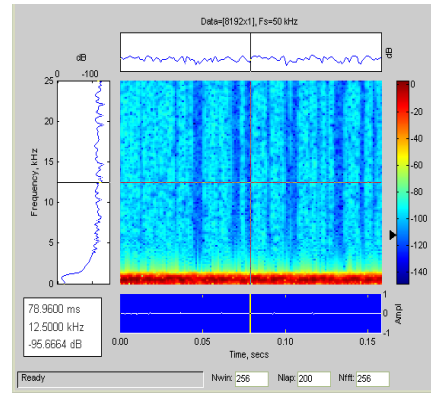 Data=[8192x1], Fs=50 kHz
dB
dB
0 -100
25
20
15
10
5
0
Frequency, kHz
0
-20
-40
-60
-80
-100
-120
-140
78.9600 ms
12.5000 kHz
-95.6664 dB
1
0
-1
Ampl
0.00 0.05 0.10 0.15
Time, secs
Ready
Nwin: 256 Nlap: 200 Nfft: 256